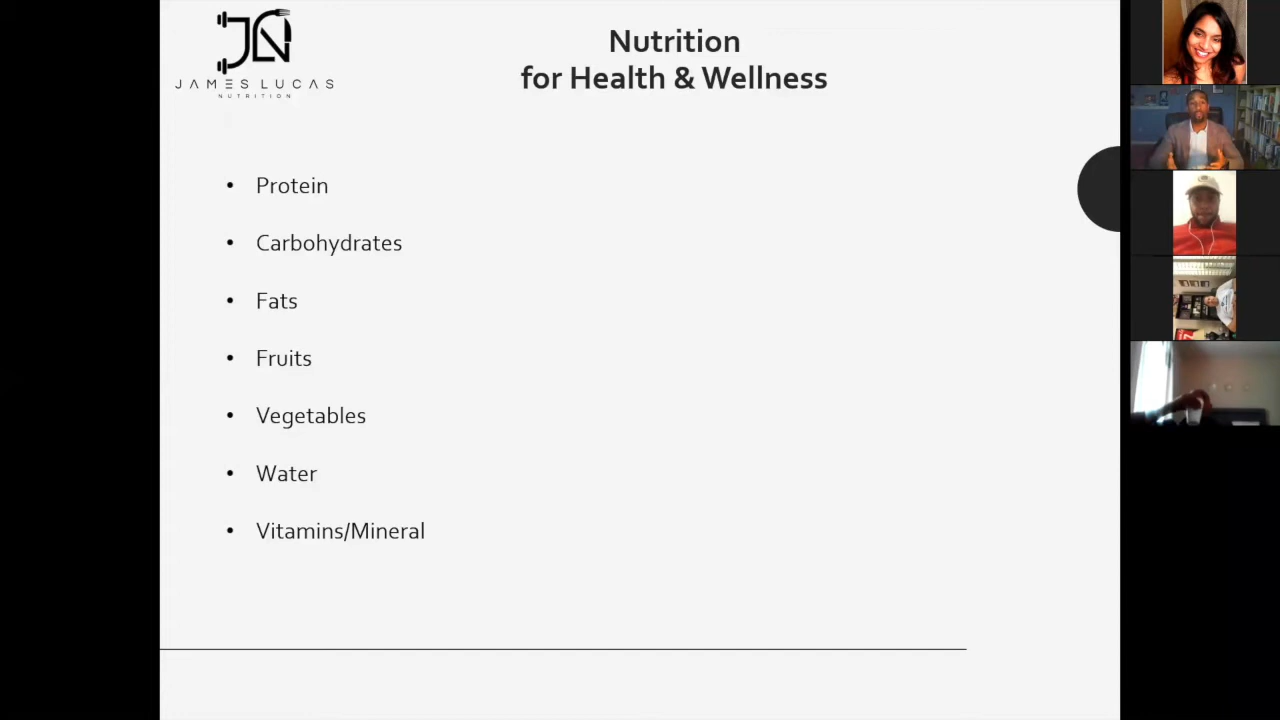 JAMES LUCAS
NUTRITION
Nutrition
for Health & Wellness
• Protein
• Carbohydrates
• Fats
• Fruits
• Vegetables
• Water
• Vitamins/Mineral